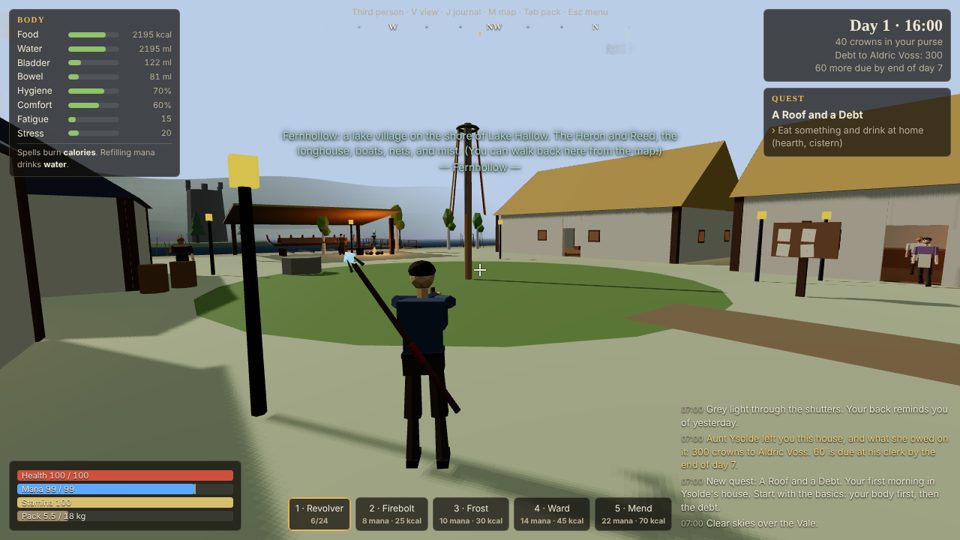 Third person · V view · J journal · M map · Tab pack · Esc menu
W NW N
BODY
Food 2195 kcal
Water 2195 ml
Bladder 122 ml
Bowel 81 ml
Hygiene 70%
Comfort 60%
Fatigue 15
Stress 20
Spells burn calories. Refilling mana
drinks water.
Day 1 · 16:00
40 crowns in your purse
Debt to Aldric Voss: 300
60 more due by end of day 7
QUEST
A Roof and a Debt
› Eat something and drink at home
(hearth, cistern)
Fernhollow: a lake village on the shore of Lake Hallow. The Heron and Reed, the
longhouse, boats, nets, and mist. (You can walk back here from the map.)
— Fernhollow —
07:00 Grey light through the shutters. Your back reminds you
of yesterday.
07:00 Aunt Ysolde left you this house, and what she owed on
it: 300 crowns to Aldric Voss. 60 is due at his clerk by the
end of day 7.
07:00 New quest: A Roof and a Debt. Your first morning in
Ysolde's house. Start with the basics: your body first, then
the debt.
07:00 Clear skies over the Vale.
Health 100 / 100
Mana 99 / 99
Stamina 100
Pack 5.5 / 18 kg
1 · Revolver
6/24
2 · Firebolt
8 mana · 25 kcal
3 · Frost
10 mana · 30 kcal
4 · Ward
14 mana · 45 kcal
5 · Mend
22 mana · 70 kcal